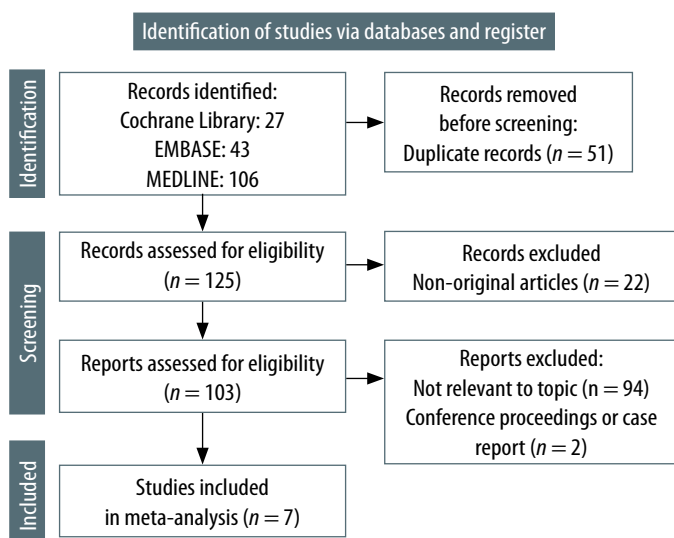 Identification of studies via databases and register
Identification
Records identified:
Cochrane Library: 27
EMBASE: 43
MEDLINE: 106
Records removed
before screening:
Duplicate records (n = 51)
Screening
Records assessed for eligibility
(n = 125)
Records excluded
Non-original articles (n = 22)
Reports assessed for eligibility
(n = 103)
Reports excluded:
Not relevant to topic (n = 94)
Conference proceedings or case
report (n = 2)
Included
Studies included
in meta-analysis (n = 7)